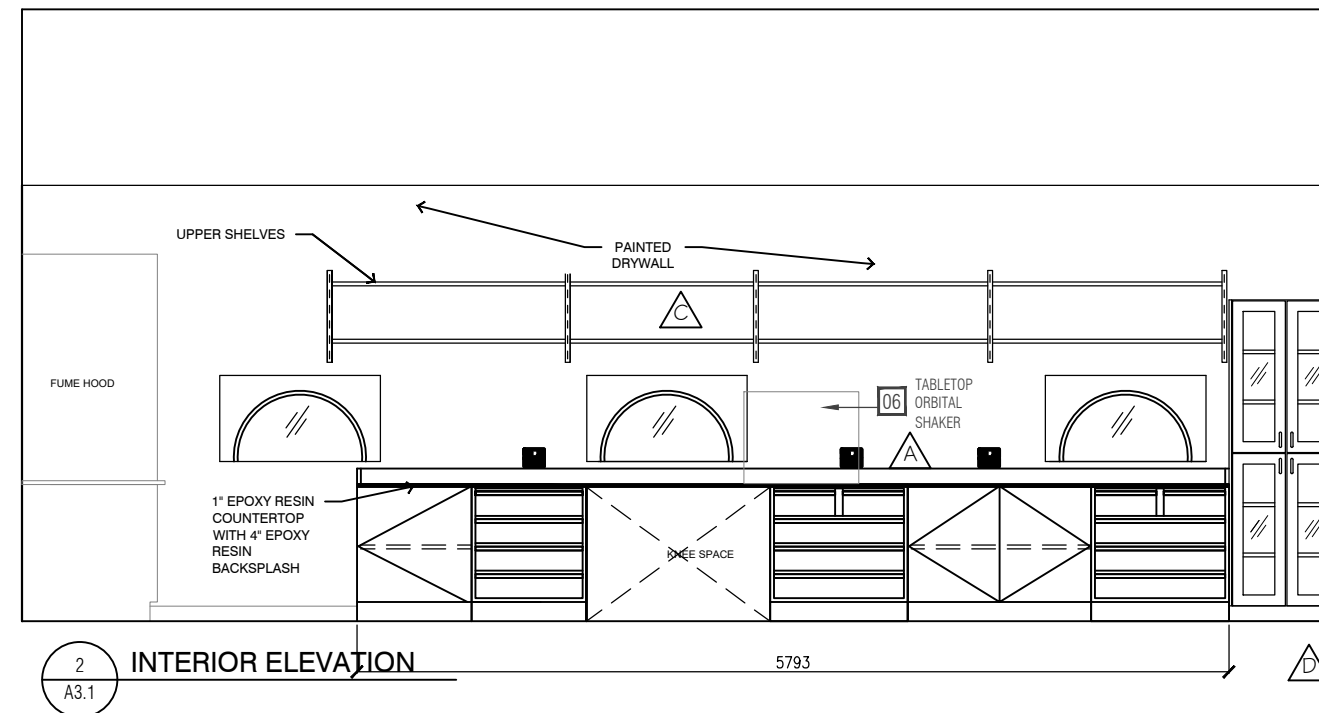 UPPER SHELVES
PAINTED
DRYWALL
C
FUME HOOD
06
TABLETOP
ORBITAL
SHAKER
A
1" EPOXY RESIN
COUNTERTOP
WITH 4" EPOXY
RESIN
BACKSPLASH
KNEE SPACE
2
A3.1
INTERIOR ELEVATION
5793
D